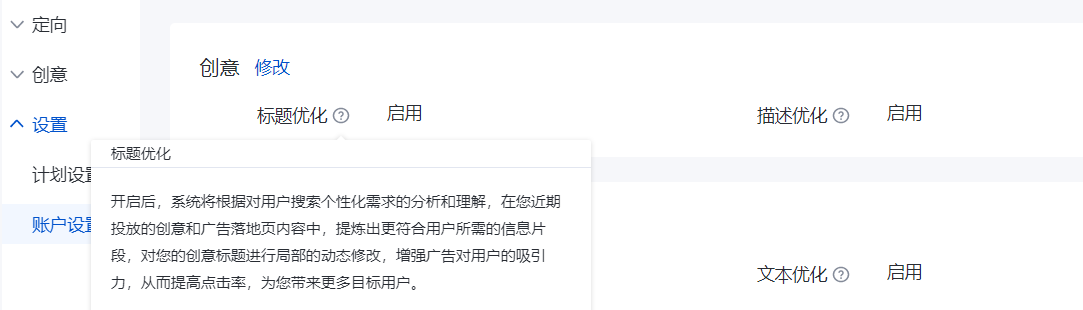 定向
创意
设置
计划设置
账户设置
创意 修改
标题优化 ? 启用
描述优化 ? 启用
标题优化
开启后，系统将根据对用户搜索个性化需求的分析和理解，在您近期
投放的创意和广告落地页内容中，提炼出更符合用户所需的信息片
段，对您的创意标题进行局部的动态修改，增强广告对用户的吸引
力，从而提高点击率，为您带来更多目标用户。
文本优化 ? 启用